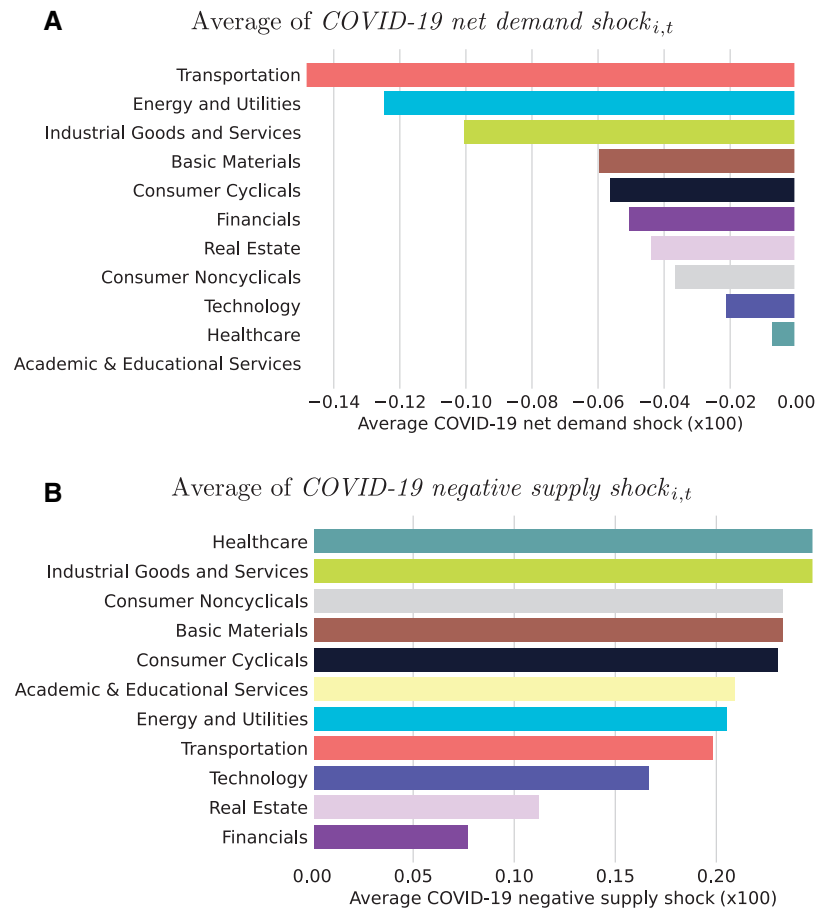 A
Average of COVID-19 net demand shock i,t
Transportation
Energy and Utilities
Industrial Goods and Services
Basic Materials
Consumer Cyclicals
Financials
Real Estate
Consumer Noncyclicals
Technology
Healthcare
Academic & Educational Services
−0.14 −0.12 −0.10 −0.08 −0.06 −0.04 −0.02 0.00
Average COVID-19 net demand shock (x100)
B
Average of COVID-19 negative supply shock i,t
Healthcare
Industrial Goods and Services
Consumer Noncyclicals
Basic Materials
Consumer Cyclicals
Academic & Educational Services
Energy and Utilities
Transportation
Technology
Real Estate
Financials
0.00 0.05 0.10 0.15 0.20
Average COVID-19 negative supply shock (x100)